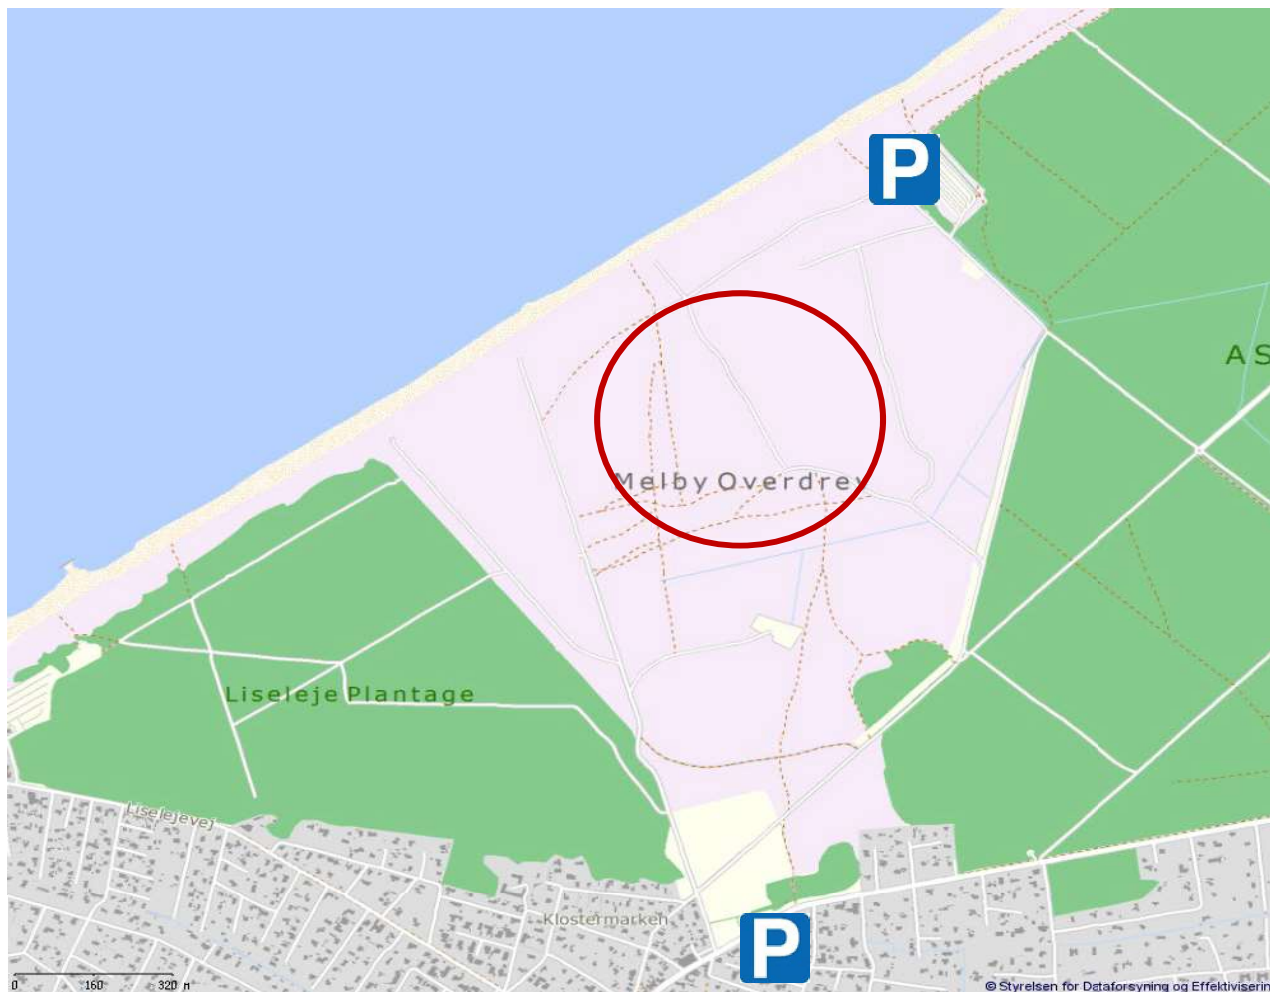 P
A S
Melby Overdrev
Liseleje Plantage
Liselejevej
Klostermarken
P
0 160 320 M
© Styrelsen for Dataforsyning og Effektiviserin